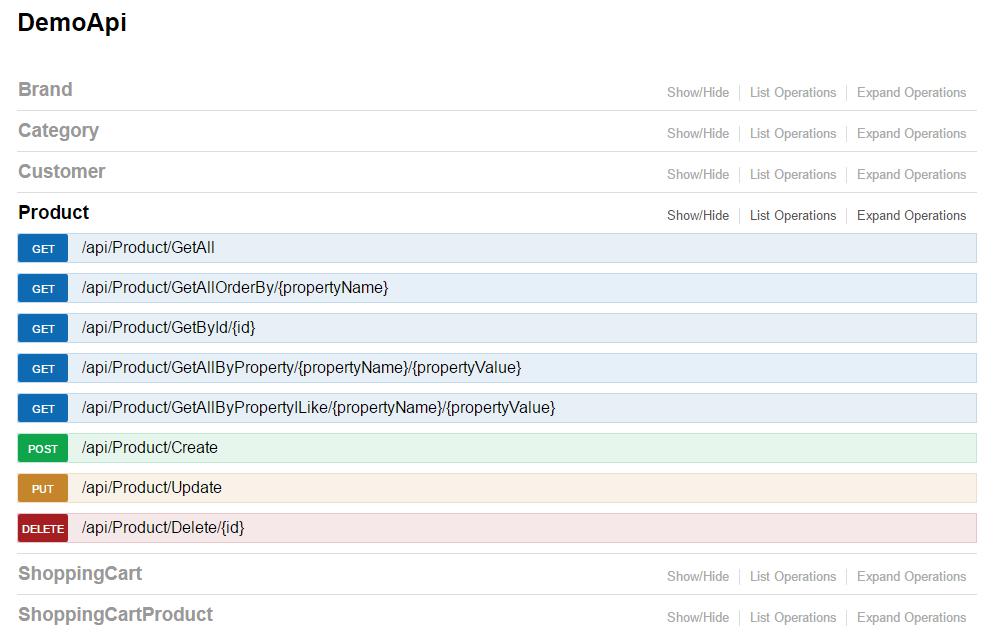 DemoApi
Brand Show/Hide List Operations Expand Operations
Category Show/Hide List Operations Expand Operations
Customer Show/Hide List Operations Expand Operations
Product Show/Hide List Operations Expand Operations
GET /api/Product/GetAll
GET /api/Product/GetAllOrderBy/{propertyName}
GET /api/Product/GetById/{id}
GET /api/Product/GetAllByProperty/{propertyName}/{propertyValue}
GET /api/Product/GetAllByPropertyILike/{propertyName}/{propertyValue}
POST /api/Product/Create
PUT /api/Product/Update
DELETE /api/Product/Delete/{id}
ShoppingCart Show/Hide List Operations Expand Operations
ShoppingCartProduct Show/Hide List Operations Expand Operations